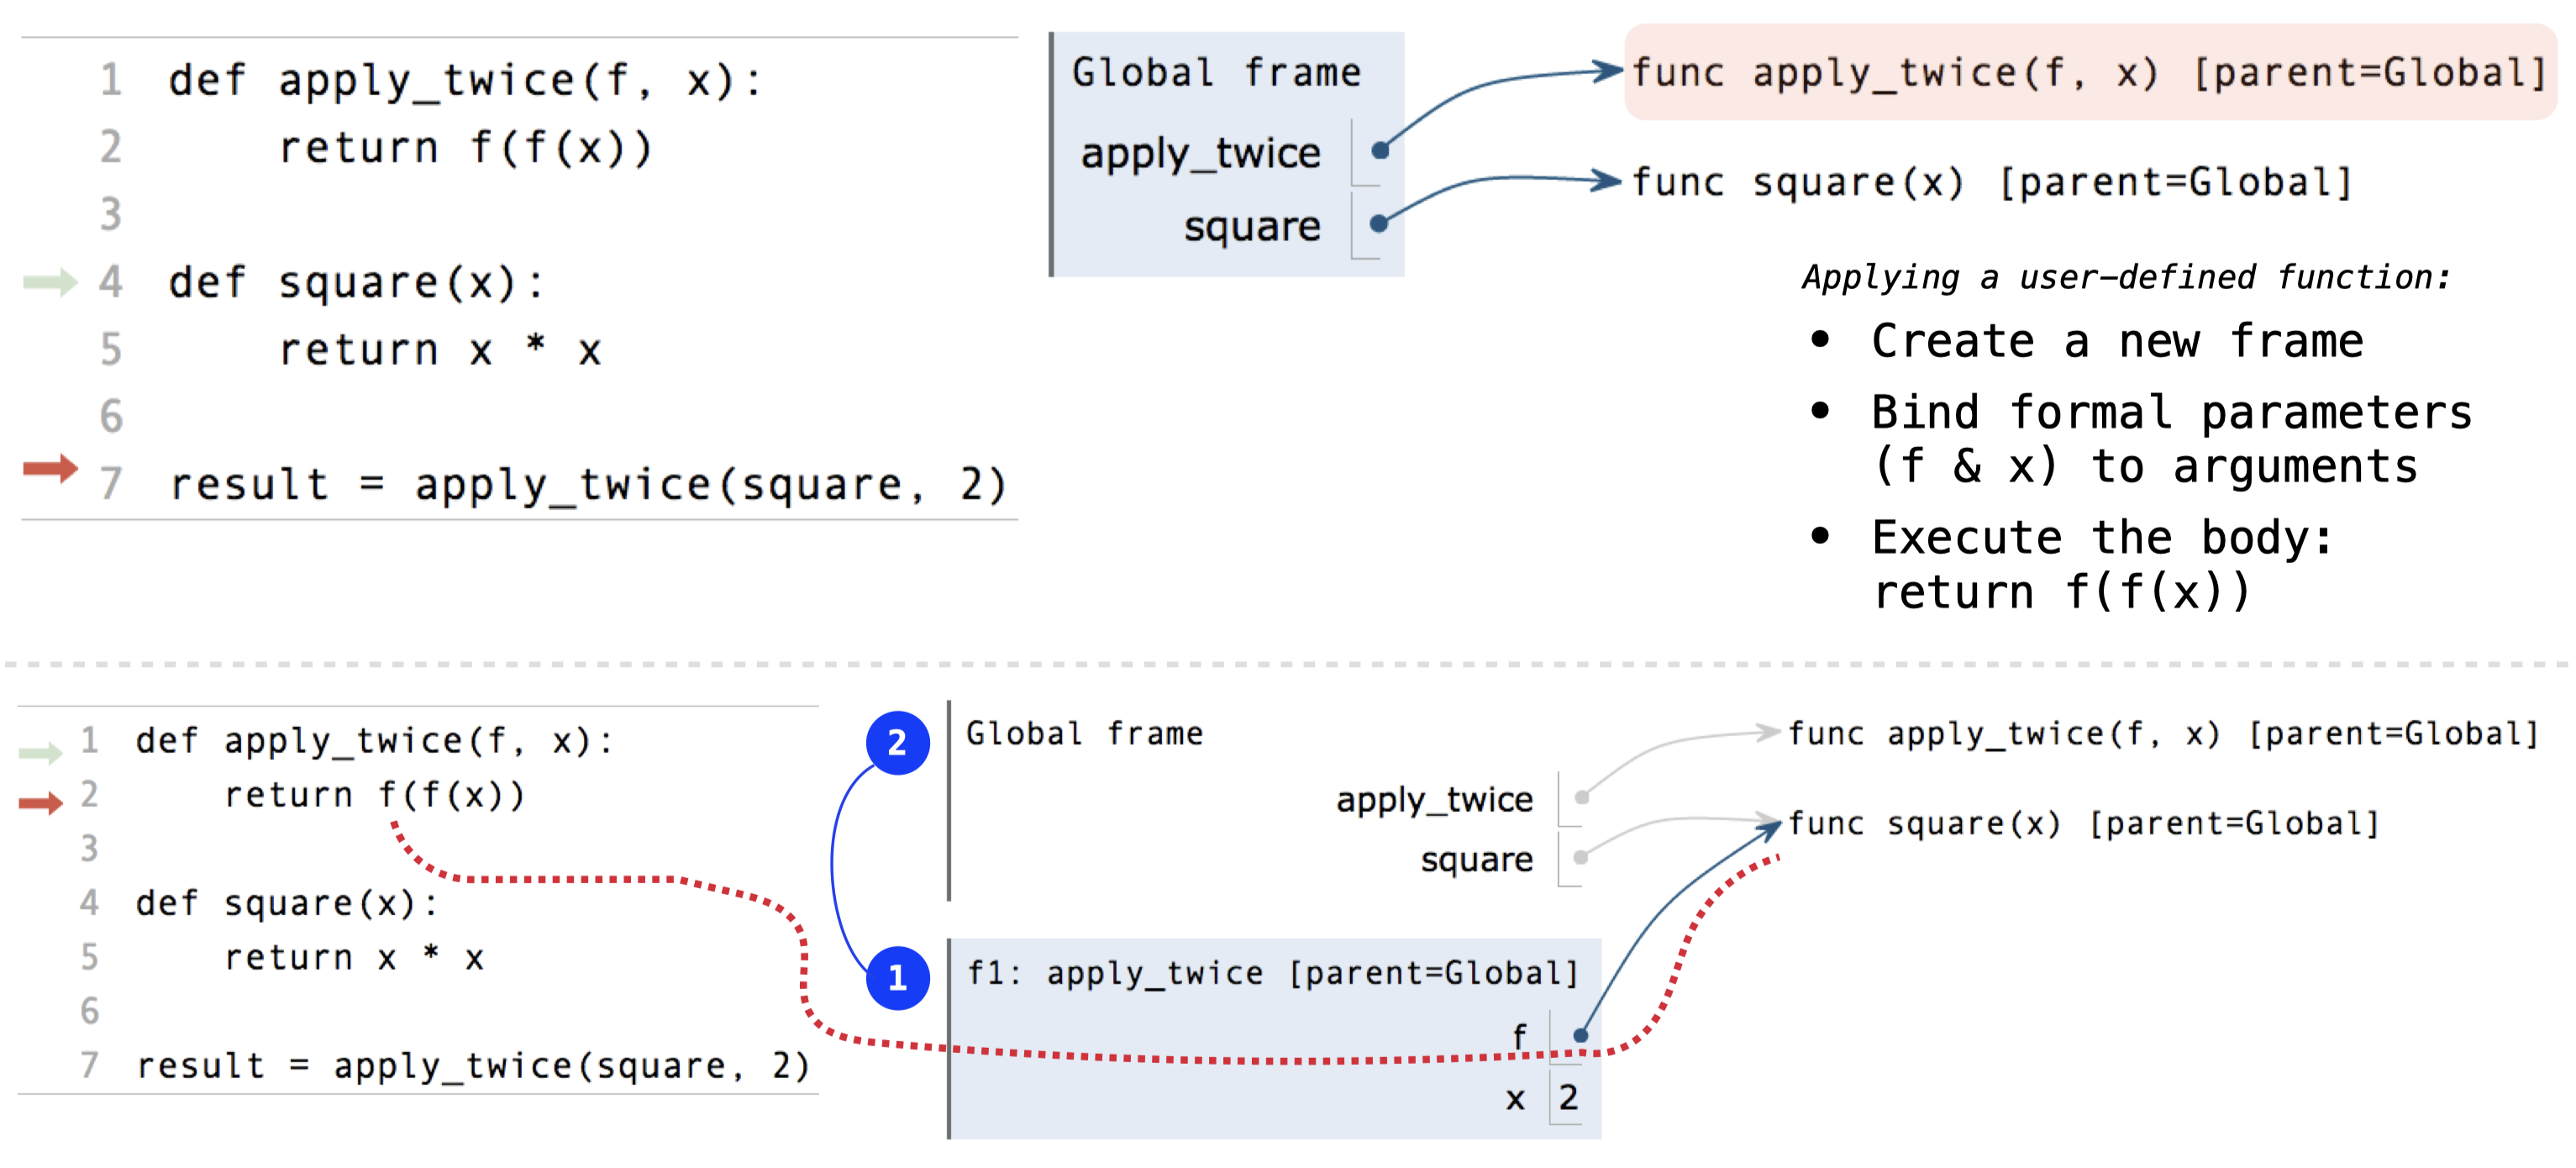 1 def apply_twice(f, x):
2 return f(f(x))
3
4 def square(x):
5 return x * x
6
7 result = apply_twice(square, 2)
Global frame
apply_twice
square
func apply_twice(f, x) [parent=Global]
func square(x) [parent=Global]
Applying a user-defined function:
• Create a new frame
• Bind formal parameters
(f & x) to arguments
• Execute the body:
return f(f(x))
1 def apply_twice(f, x):
2 return f(f(x))
3
4 def square(x):
5 return x * x
6
7 result = apply_twice(square, 2)
2
Global frame
apply_twice
square
1
f1: apply_twice [parent=Global]
f
x 2
func apply_twice(f, x) [parent=Global]
func square(x) [parent=Global]